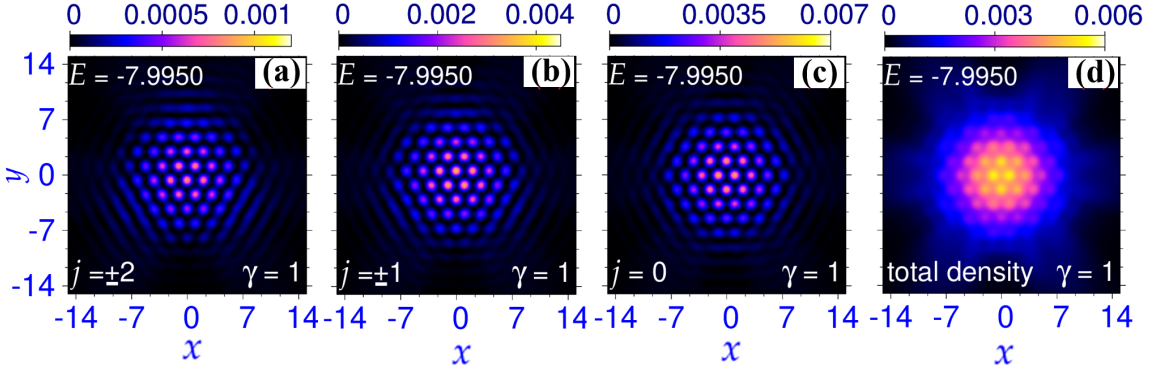 0 0.0005 0.001 0 0.002 0.004 0 0.0035 0.007 0 0.003 0.006
14 E = -7.9950 (a) E = -7.9950 (b) E = -7.9950 (c) E = -7.9950 (d)
7
y 0
-7
-14 j = ±2 γ = 1 j = ±1 γ = 1 j = 0 γ = 1 total density γ = 1
-14 -7 0 7 14 -14 -7 0 7 14 -14 -7 0 7 14 -14 -7 0 7 14
x x x x